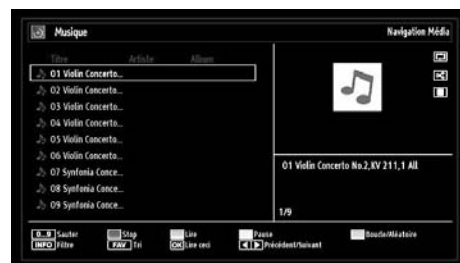 Musique Navigation Média
Titre Artiste Album
01 Violin Concerto...
02 Violin Concerto...
03 Violin Concerto...
04 Violin Concerto...
05 Violin Concerto...
06 Violin Concerto...
07 Synfonia Conce...
08 Synfonia Conce...
09 Synfonia Conce...
01 Violin Concerto No.2,KV 211,1 All
1/9
0...9 Sauter Stop Lire Pause Boucle/Aléatoire
INFO Filtre FAV Tri OK Lire ceci Précédent/Suivant